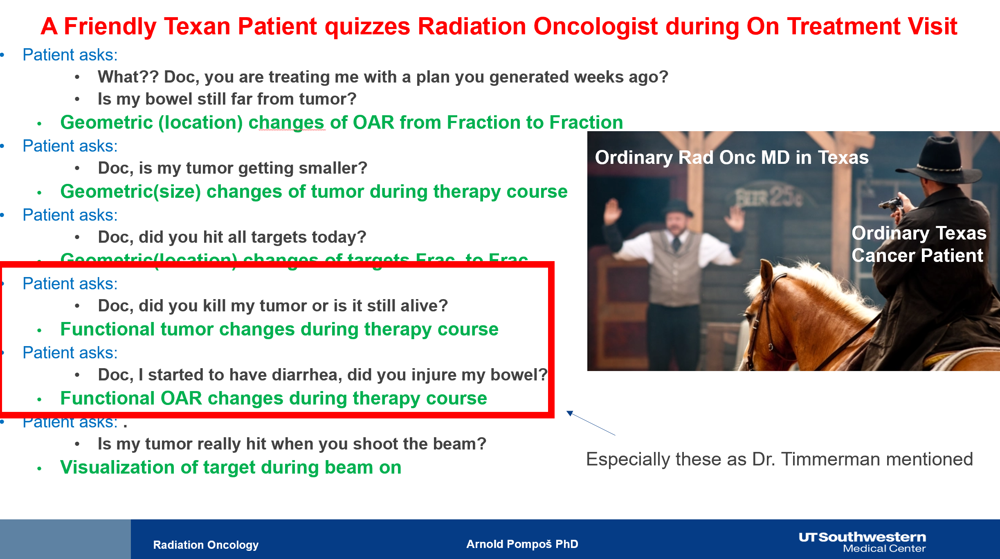 A Friendly Texan Patient quizzes Radiation Oncologist during On Treatment Visit
• Patient asks:
• What?? Doc, you are treating me with a plan you generated weeks ago?
• Is my bowel still far from tumor?
• Geometric (location) changes of OAR from Fraction to Fraction
• Patient asks:
• Doc, is my tumor getting smaller?
• Geometric(size) changes of tumor during therapy course
• Patient asks:
• Doc, did you hit all targets today?
• Geometric(location) changes of targets Frac. to Frac.
• Patient asks:
• Doc, did you kill my tumor or is it still alive?
• Functional tumor changes during therapy course
• Patient asks:
• Doc, I started to have diarrhea, did you injure my bowel?
• Functional OAR changes during therapy course
• Patient asks: .
• Is my tumor really hit when you shoot the beam?
• Visualization of target during beam on
Ordinary Rad Onc MD in Texas
BEER 25¢
Ordinary Texas
Cancer Patient
Especially these as Dr. Timmerman mentioned
Radiation Oncology
Arnold Pompoš PhD
UTSouthwestern
Medical Center